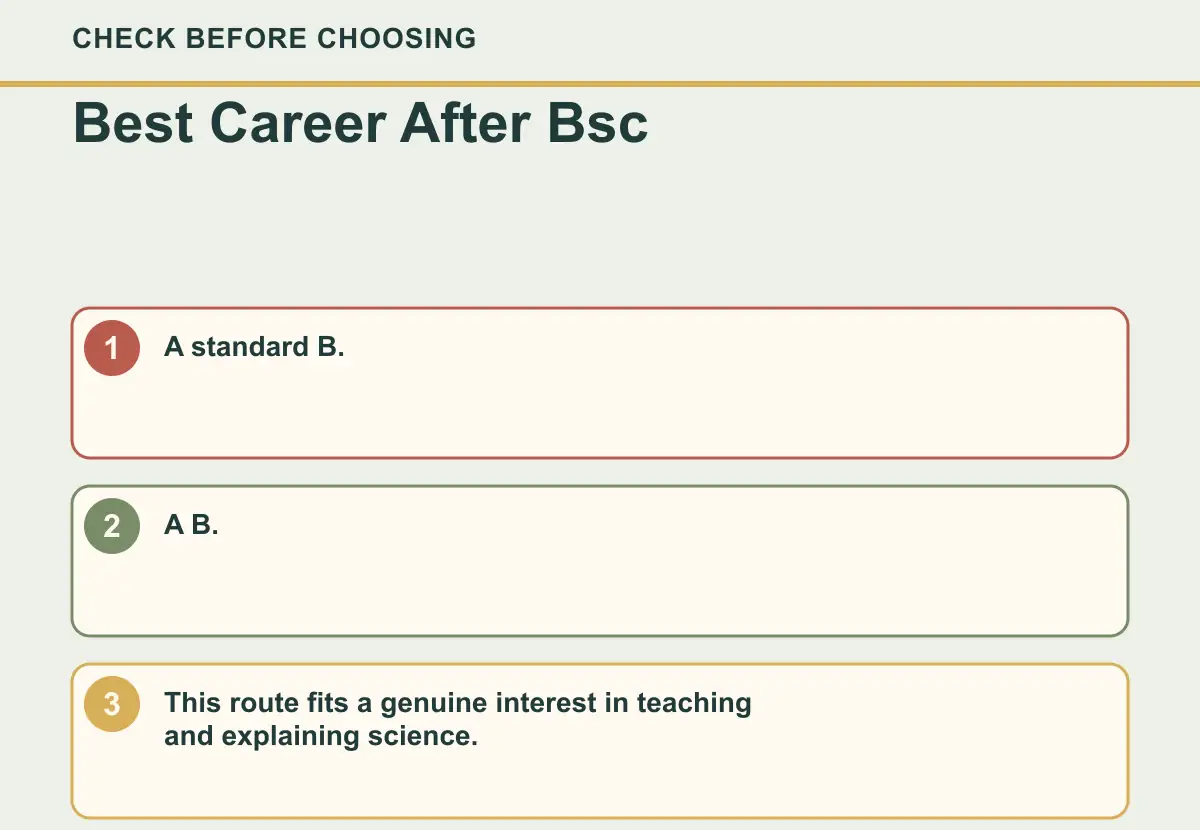 CHECK BEFORE CHOOSING
Best Career After Bsc
1
A standard B.
2
A B.
3
This route fits a genuine interest in teaching
and explaining science.